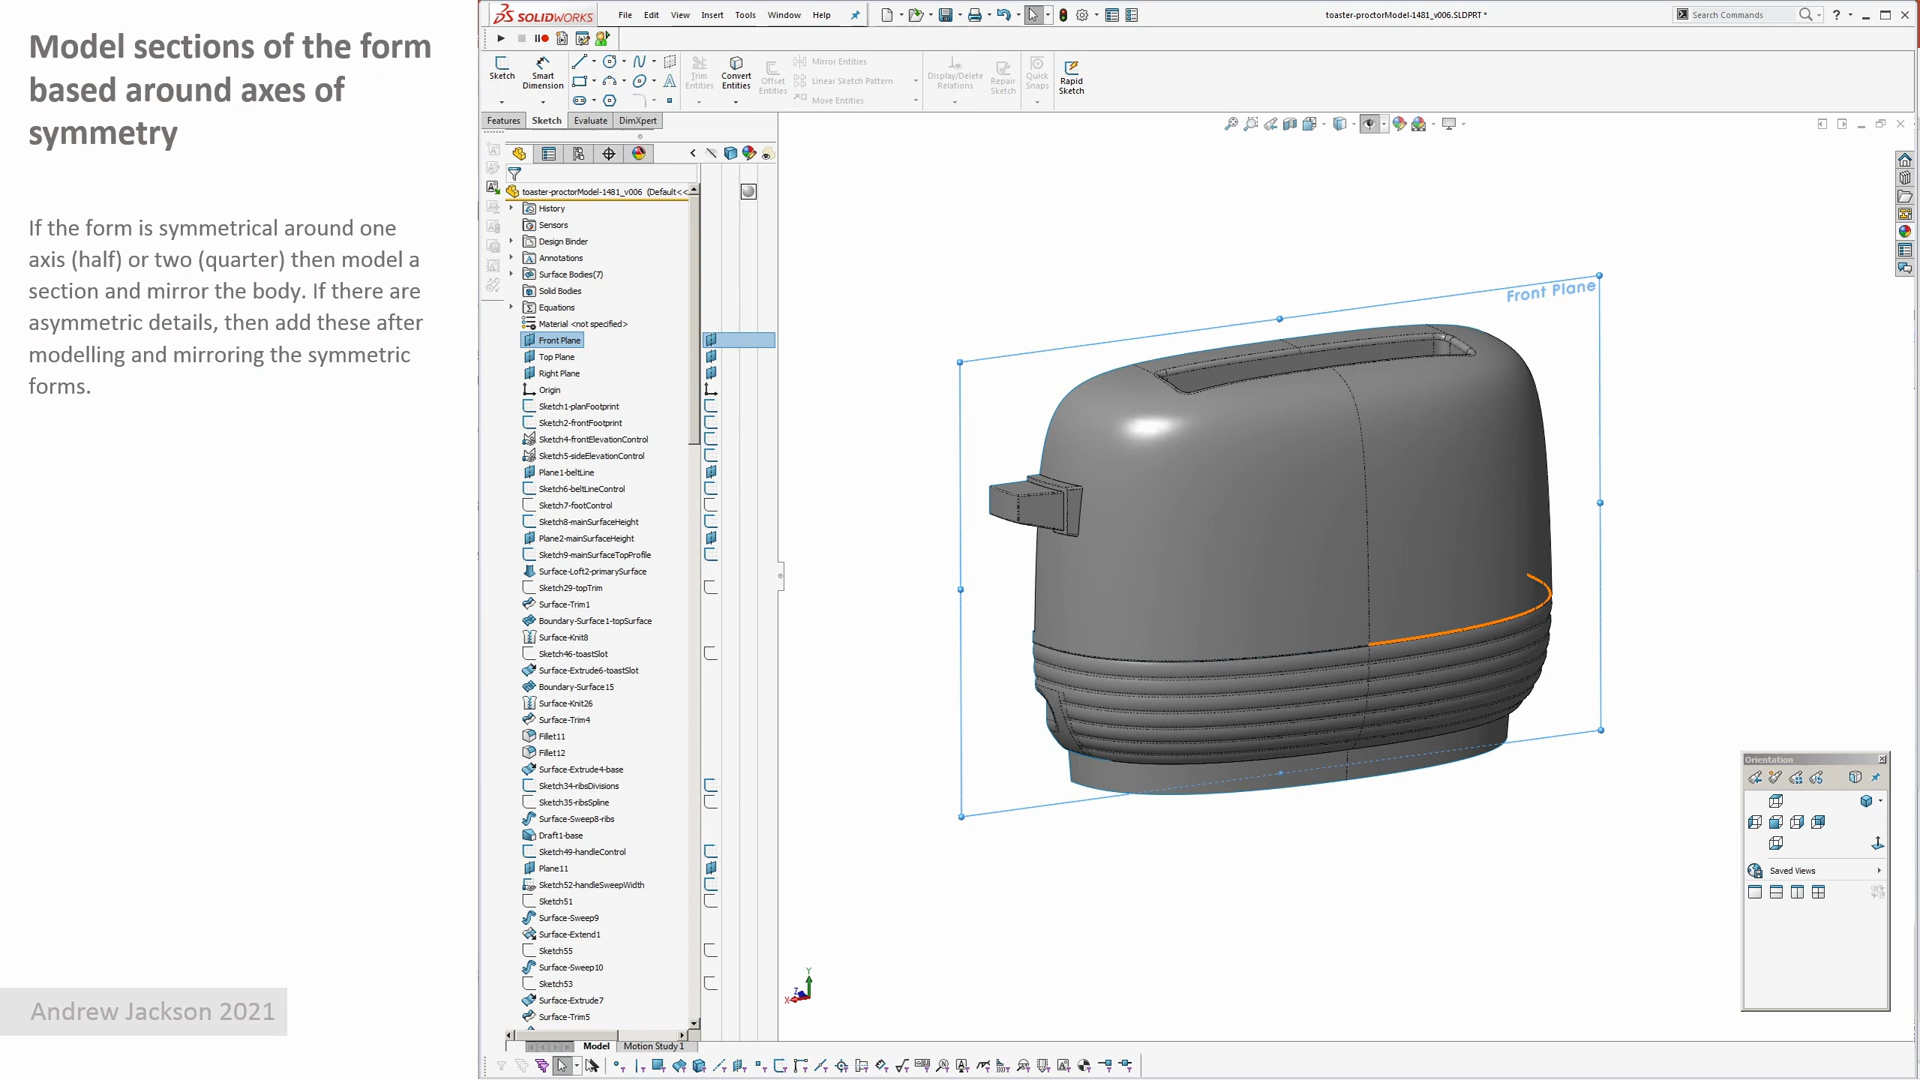 Model sections of the form
based around axes of
symmetry
If the form is symmetrical around one
axis (half) or two (quarter) then model a
section and mirror the body. If there are
asymmetric details, then add these after
modelling and mirroring the symmetric
forms.
Andrew Jackson 2021
SOLIDWORKS File Edit View Insert Tools Window Help
toaster-proctorModel-1481_v006.SLDPRT *
Search Commands
Sketch
Smart Dimension
Trim Entities
Convert Entities
Offset Entities
Mirror Entities
Linear Sketch Pattern
Move Entities
Display/Delete Relations
Repair Sketch
Quick Snaps
Rapid Sketch
Features Sketch Evaluate DimXpert
toaster-proctorModel-1481_v006 (Default<<
History
Sensors
Design Binder
Annotations
Surface Bodies(7)
Solid Bodies
Equations
Material <not specified>
Front Plane
Top Plane
Right Plane
Origin
Sketch1-planFootprint
Sketch2-frontFootprint
Sketch4-frontElevationControl
Sketch5-sideElevationControl
Plane1-beltLine
Sketch6-beltLineControl
Sketch7-footControl
Sketch8-mainSurfaceHeight
Plane2-mainSurfaceHeight
Sketch9-mainSurfaceTopProfile
Surface-Loft2-primarySurface
Sketch29-topTrim
Surface-Trim1
Boundary-Surface1-topSurface
Surface-Knit8
Sketch46-toastSlot
Surface-Extrude6-toastSlot
Boundary-Surface15
Surface-Knit26
Surface-Trim4
Fillet11
Fillet12
Surface-Extrude4-base
Sketch34-ribsDivisions
Sketch35-ribsSpline
Surface-Sweep8-ribs
Draft1-base
Sketch49-handleControl
Plane11
Sketch52-handleSweepWidth
Sketch51
Surface-Sweep9
Surface-Extend1
Sketch55
Surface-Sweep10
Sketch53
Surface-Extrude7
Surface-Trim5
Model Motion Study 1
Front Plane
Y
Z
X
Orientation
Saved Views